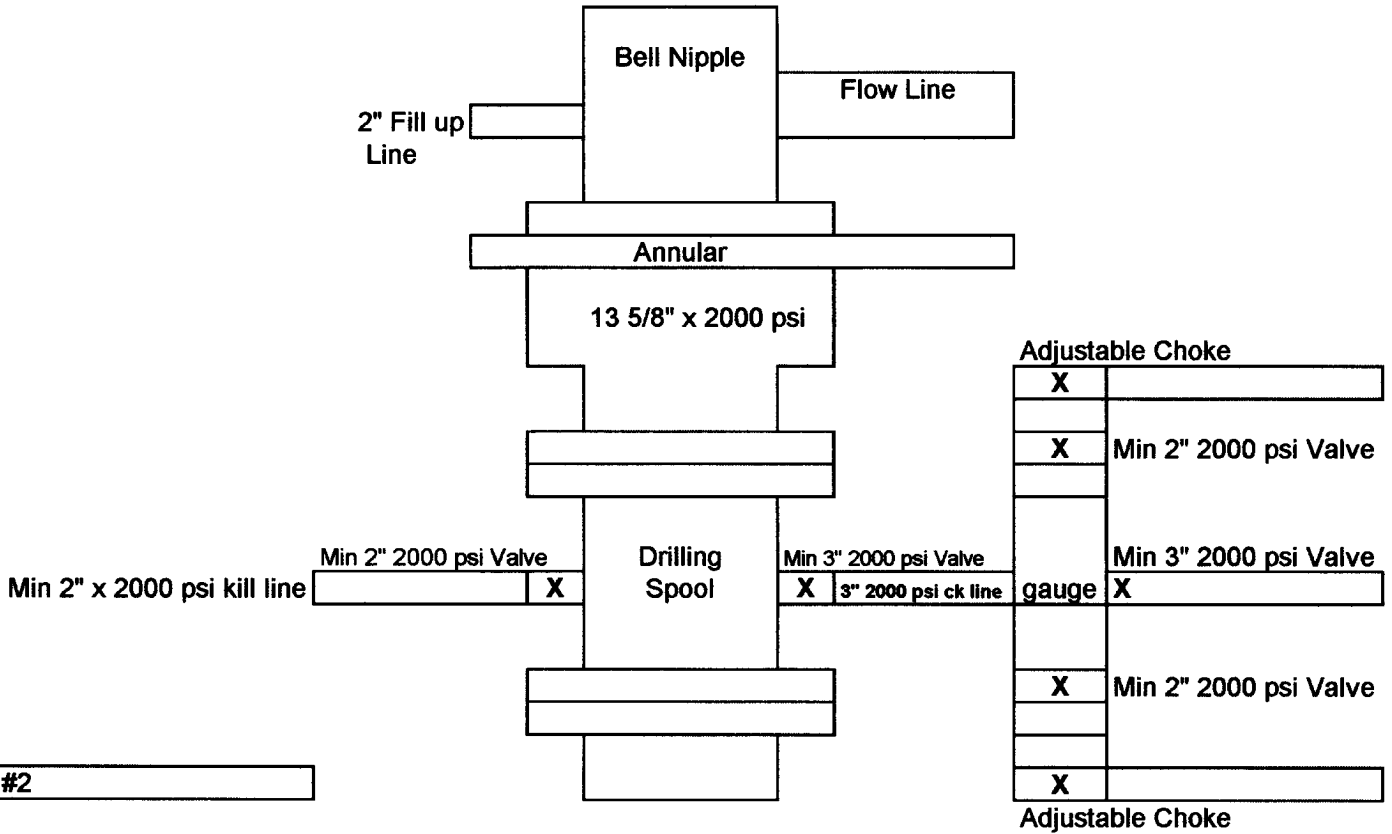 Bell Nipple
Flow Line
2" Fill up
Line
Annular
13 5/8" x 2000 psi
Adjustable Choke
X
X Min 2" 2000 psi Valve
Min 2" 2000 psi Valve
Drilling
Min 3" 2000 psi Valve
Min 3" 2000 psi Valve
Min 2" x 2000 psi kill line
X
Spool
X
3" 2000 psi ck line
gauge
X
X Min 2" 2000 psi Valve
#2
X
Adjustable Choke